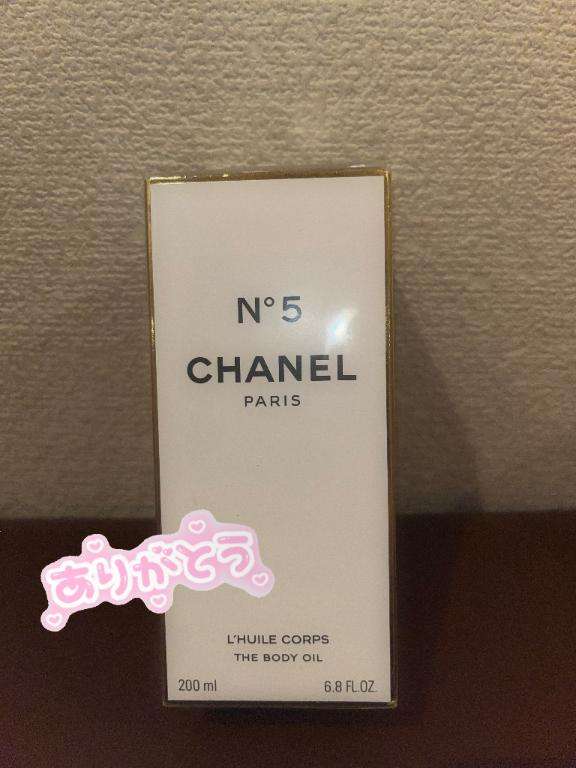 N°5
CHANEL
PARIS
ありがとう
L'HUILE CORPS
THE BODY OIL
200 ml 6.8 FL.OZ.